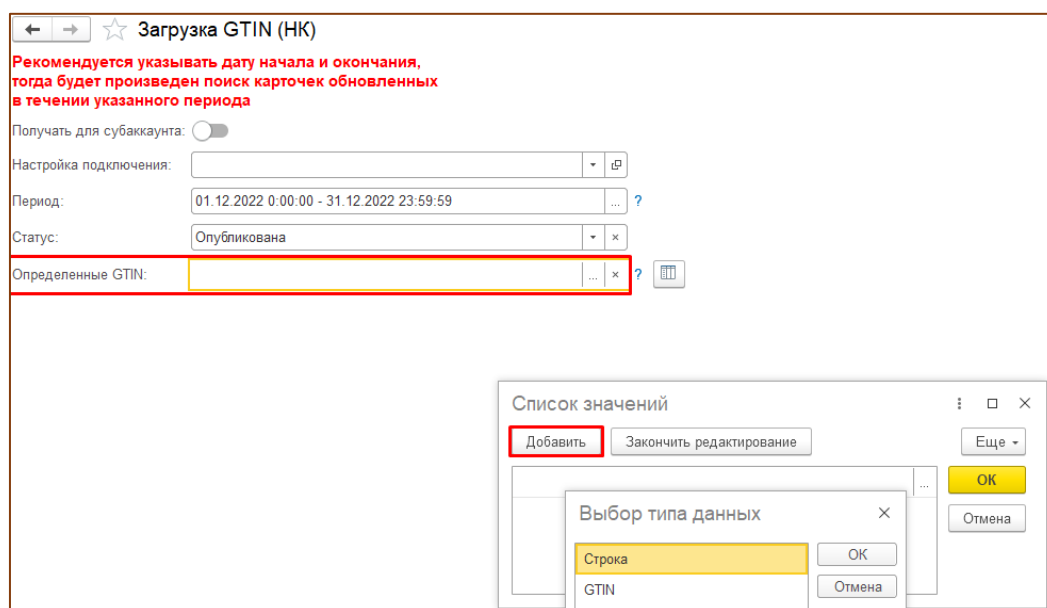 Загрузка GTIN (НК)
Рекомендуется указывать дату начала и окончания,
тогда будет произведен поиск карточек обновленных
в течении указанного периода
Получать для субаккаунта:
Настройка подключения:
Период: 01.12.2022 0:00:00 - 31.12.2022 23:59:59 ... ?
Статус: Опубликована ×
Определенные GTIN: ... × ?
Список значений
Добавить Закончить редактирование Еще
... ОК
Выбор типа данных
Отмена
Строка ОК
GTIN Отмена